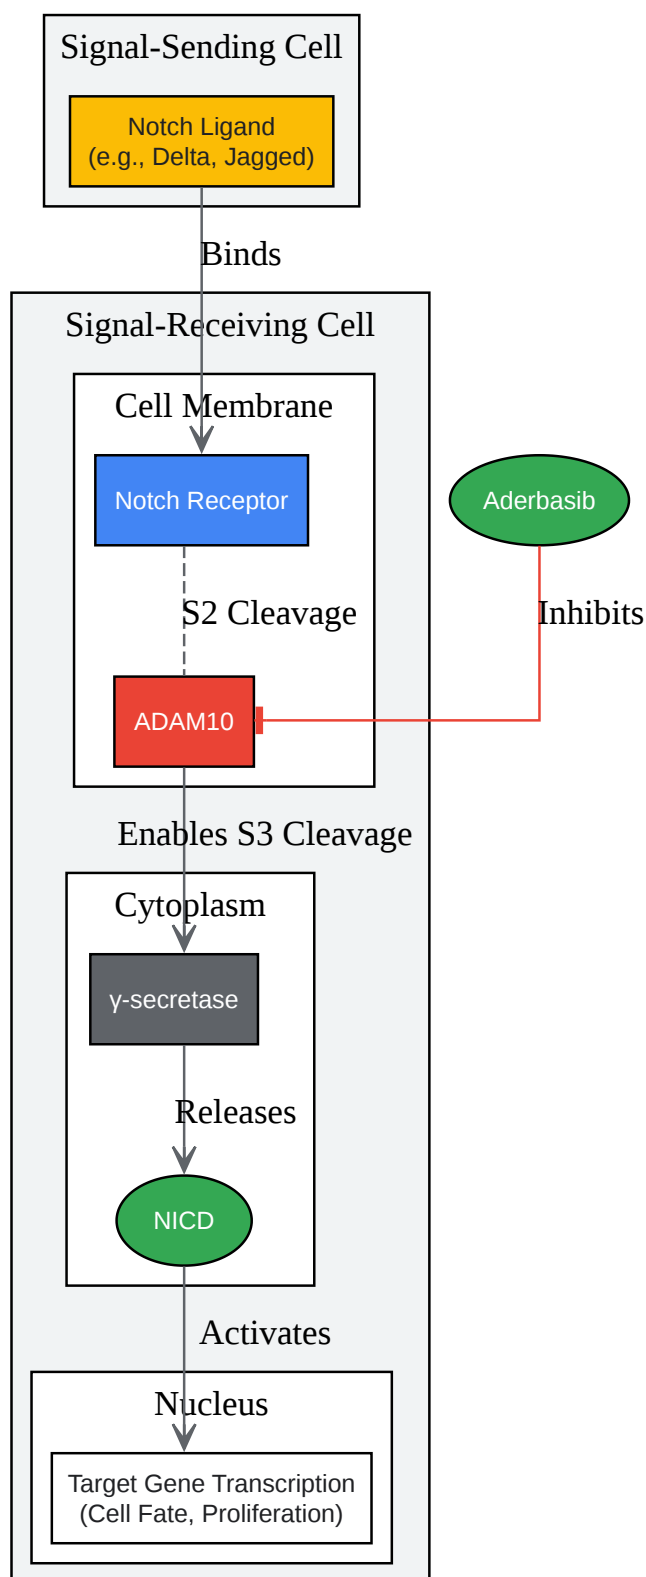 Signal-Sending Cell
Notch Ligand
(e.g., Delta, Jagged)
Binds
Signal-Receiving Cell
Cell Membrane
Notch Receptor
Aderbasib
S2 Cleavage
Inhibits
ADAM10
Enables S3 Cleavage
Cytoplasm
γ-secretase
Releases
NICD
Activates
Nucleus
Target Gene Transcription
(Cell Fate, Proliferation)